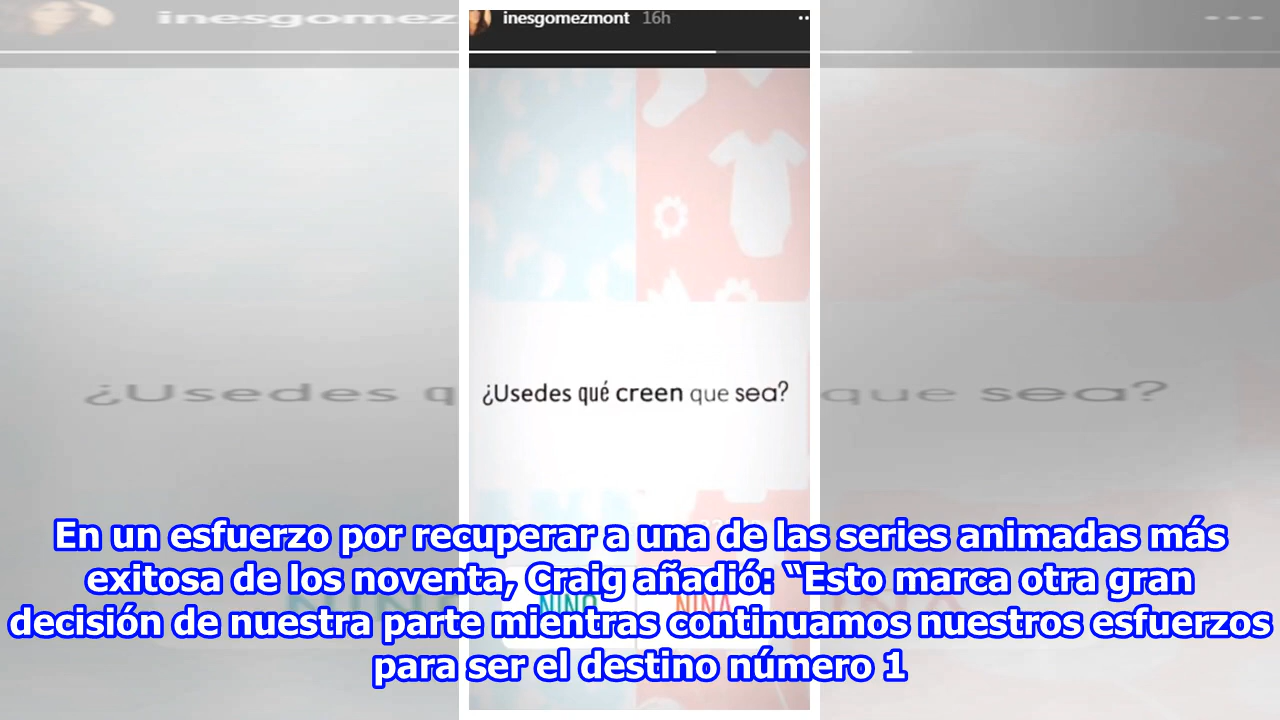 inesgomezmont 16h
¿Usedes qué creen que sea?
NIÑO NIÑA
En un esfuerzo por recuperar a una de las series animadas más
exitosa de los noventa, Craig añadió: “Esto marca otra gran
decisión de nuestra parte mientras continuamos nuestros esfuerzos
para ser el destino número 1